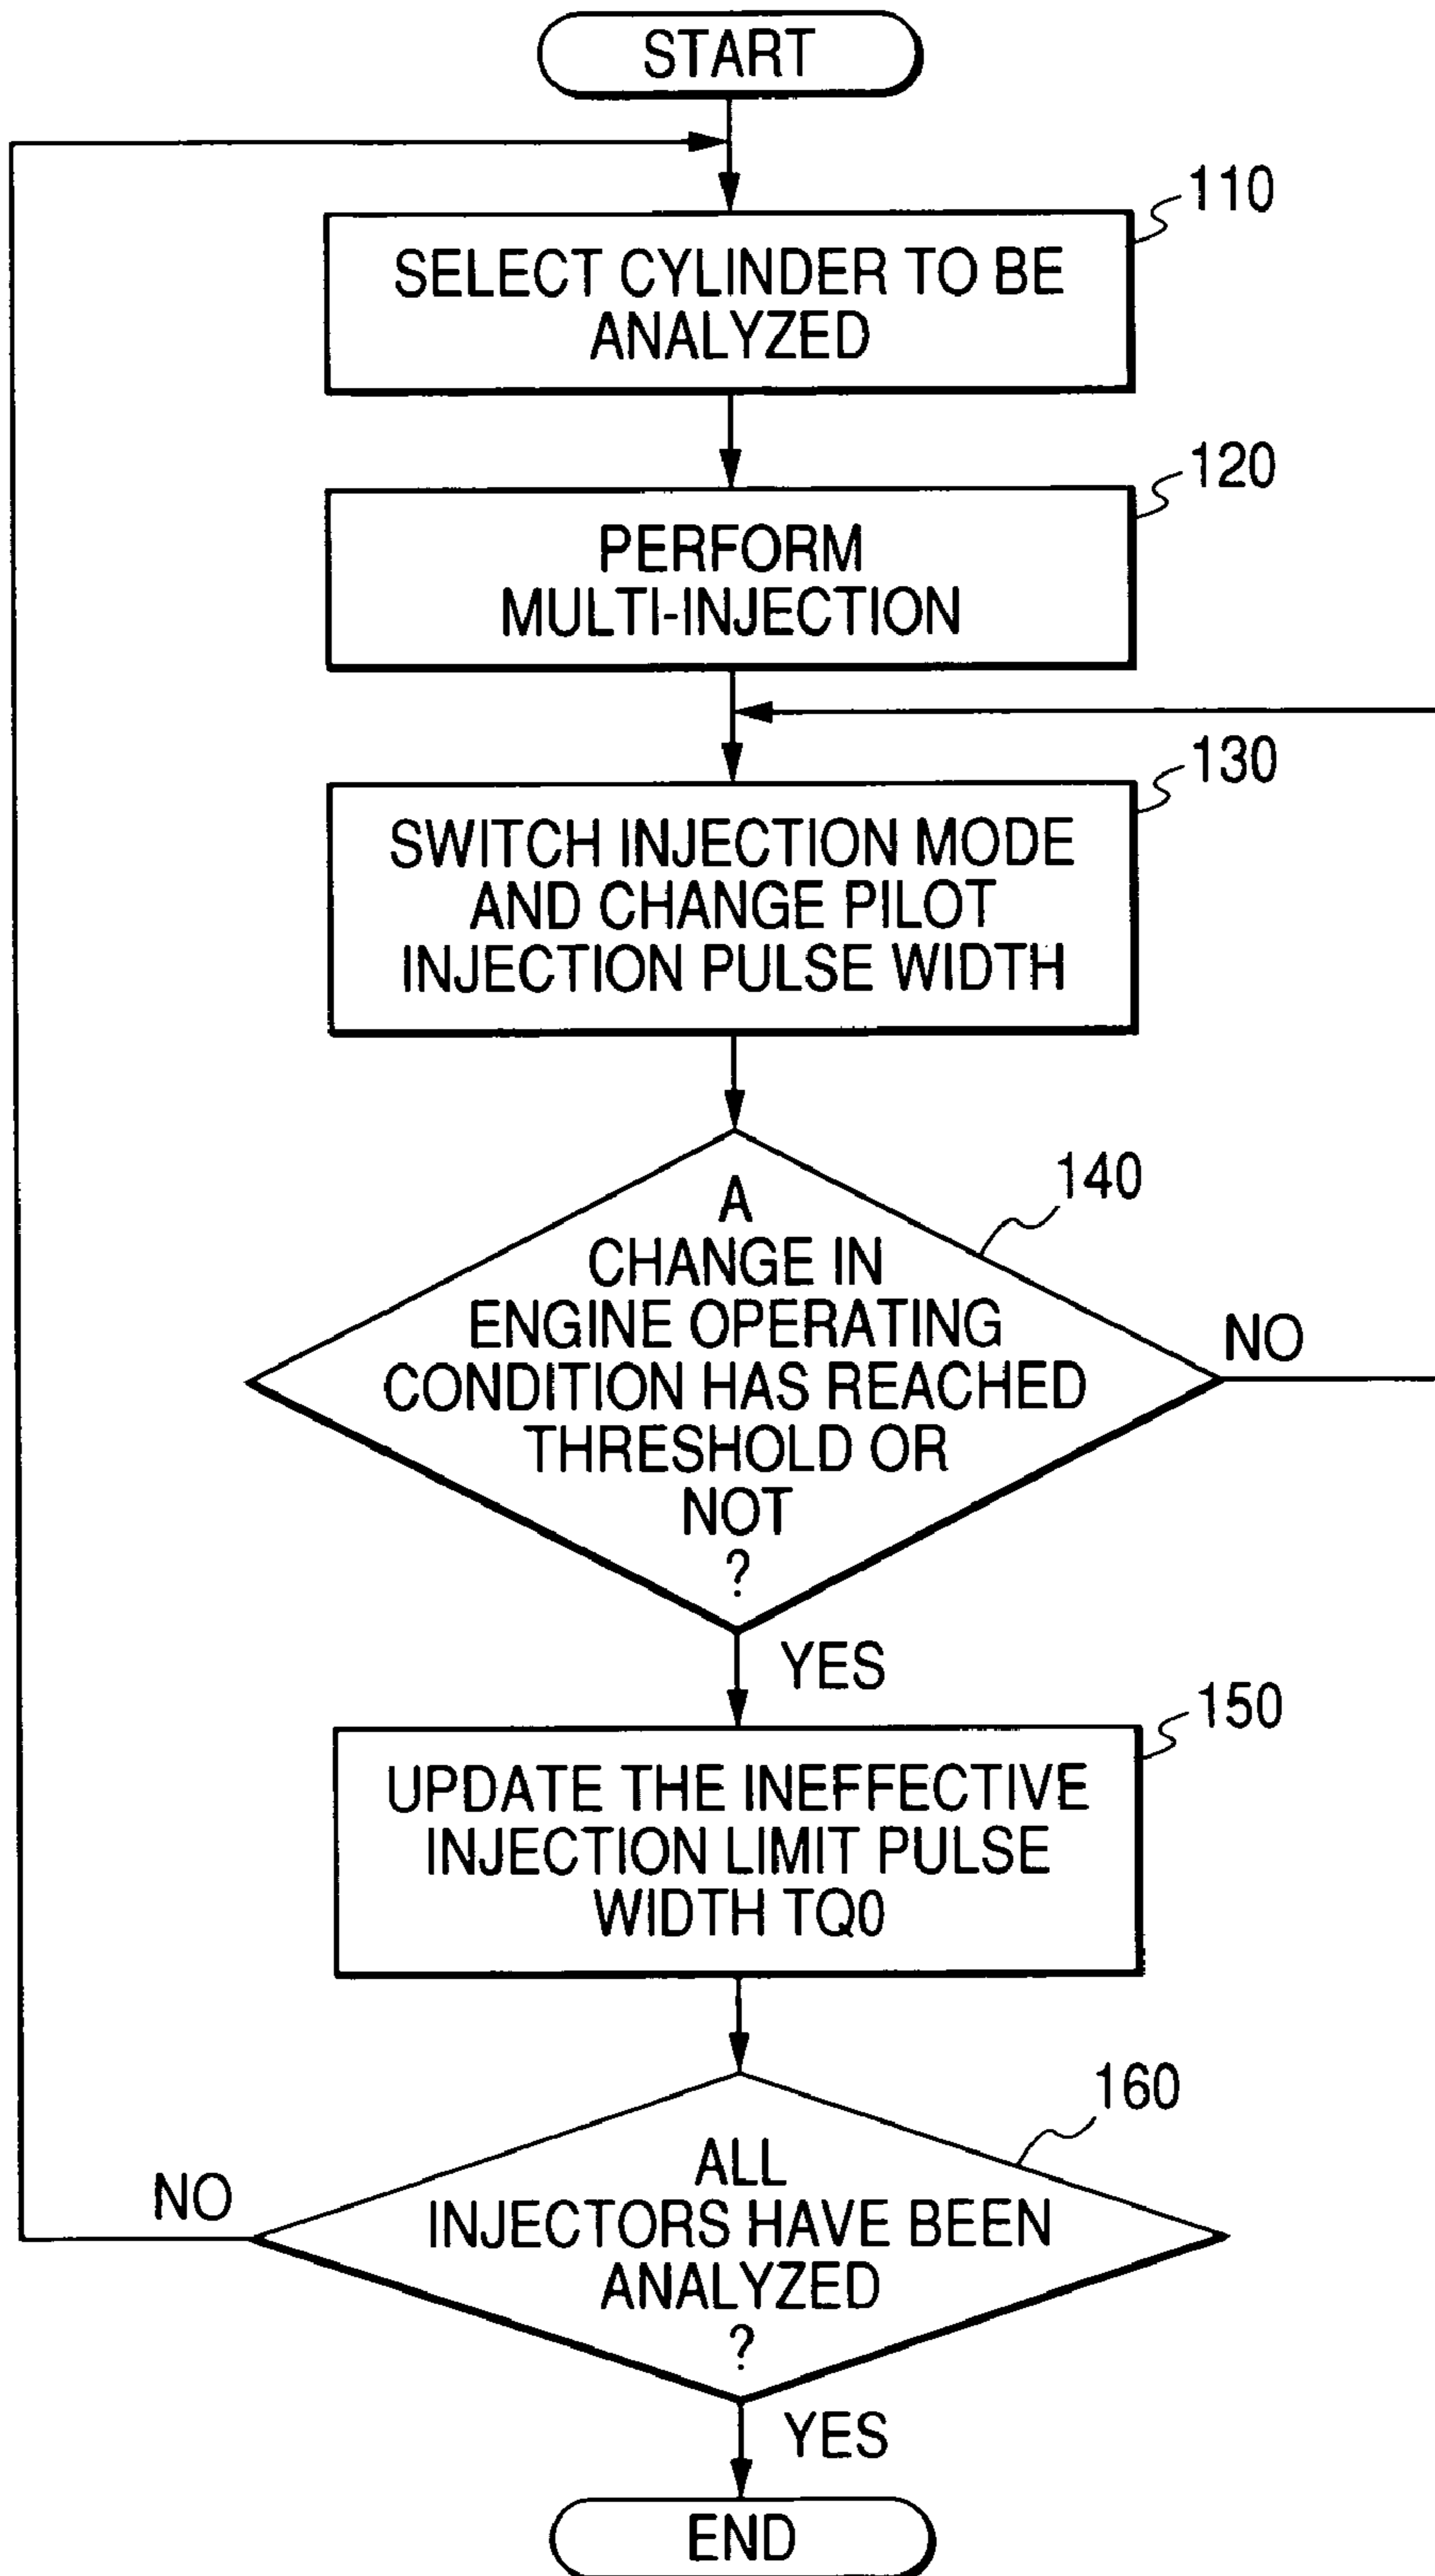 START
110
SELECT CYLINDER TO BE
ANALYZED
120
PERFORM
MULTI-INJECTION
130
SWITCH INJECTION MODE
AND CHANGE PILOT
INJECTION PULSE WIDTH
140
A
CHANGE IN
ENGINE OPERATING
CONDITION HAS REACHED
THRESHOLD OR
NOT
?
NO
YES
150
UPDATE THE INEFFECTIVE
INJECTION LIMIT PULSE
WIDTH TQ0
160
ALL
INJECTORS HAVE BEEN
ANALYZED
?
NO
YES
END